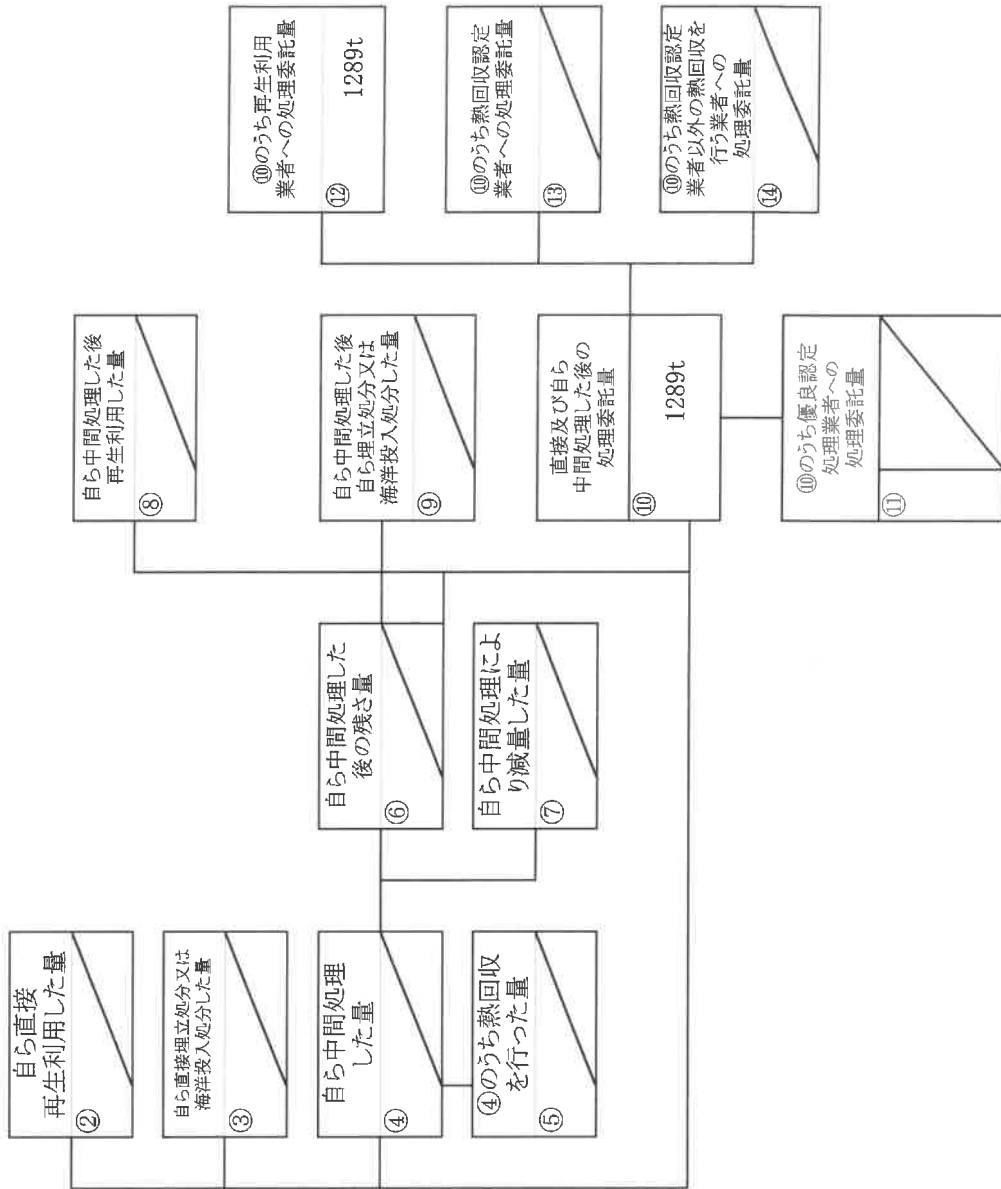 自ら直接
再生利用した量
②
自ら直接埋立処分又は
海洋投入処分した量
③
自ら中間処理
した量
④
④のうち熱回収
を行った量
⑤
自ら中間処理した
後の残さ量
⑥
自ら中間処理によ
り減量した量
⑦
自ら中間処理した後
再生利用した量
⑧
自ら中間処理した後
自ら埋立処分又は
海洋投入処分した量
⑨
直接及び自ら
中間処理した後の
処理委託量
⑩
1289t
⑩のうち優良認定
処理業者への
処理委託量
⑪
⑩のうち再生利用
業者への処理委託量
⑫
1289t
⑩のうち熱回収認定
業者への処理委託量
⑬
⑩のうち熱回収認定
業者以外の熱回収を
行う業者への
処理委託量
⑭